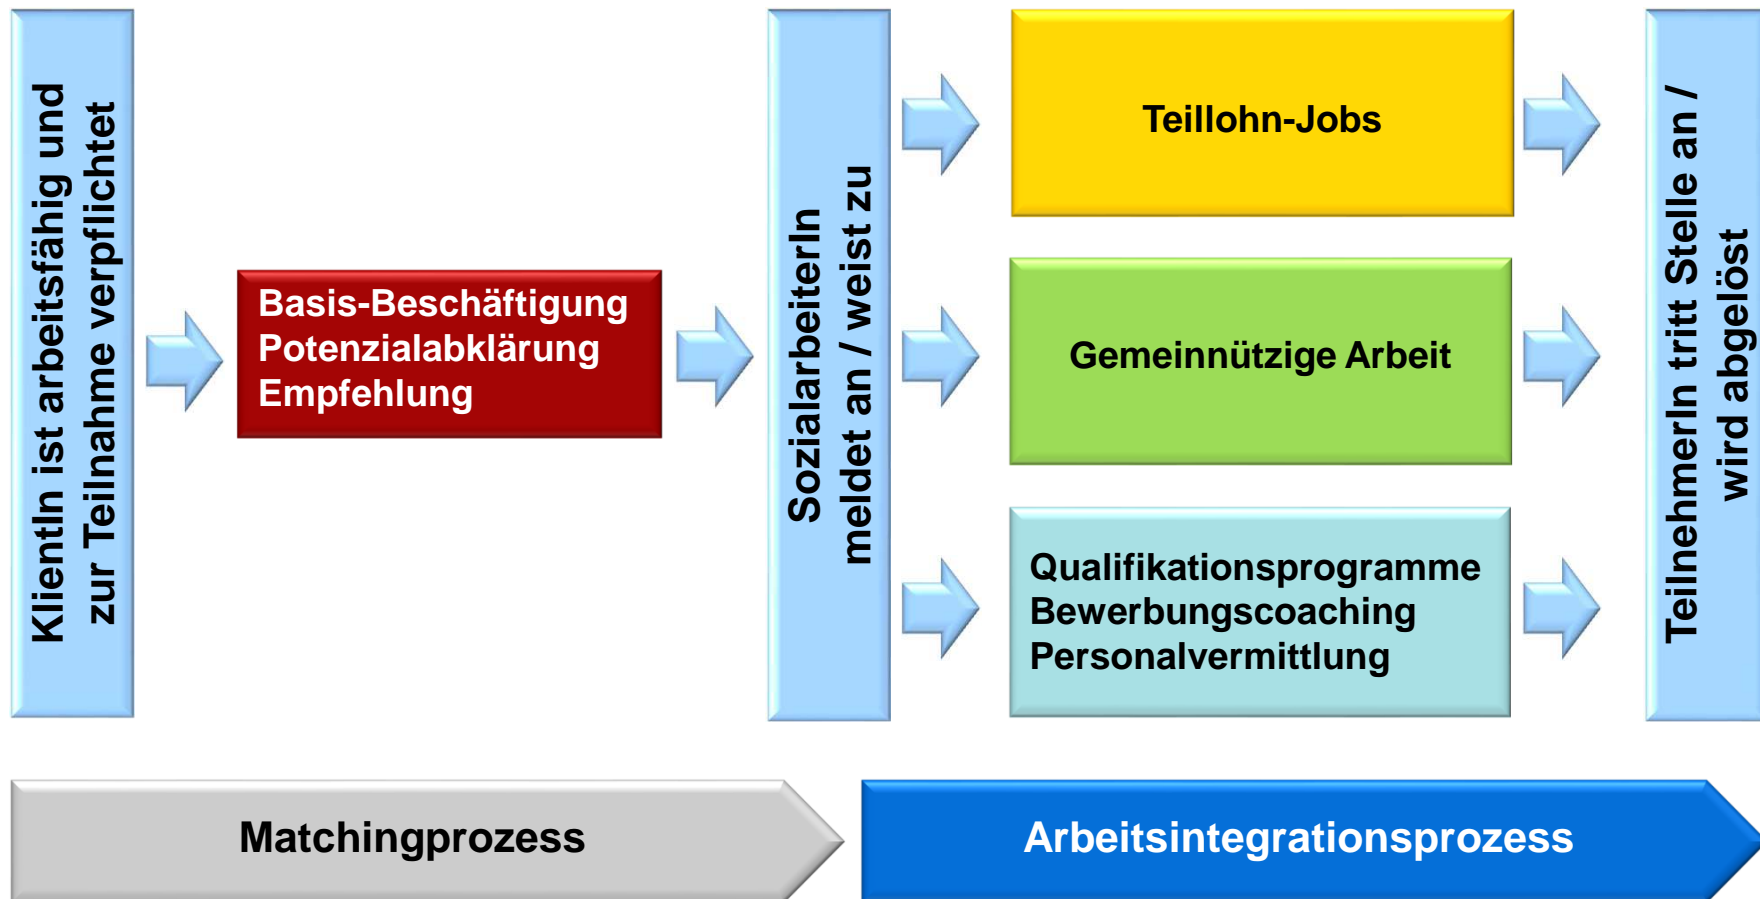 KlientIn ist arbeitsfähig und
zur Teilnahme verpflichtet
Basis-Beschäftigung
Potenzialabklärung
Empfehlung
SozialarbeiterIn
meldet an / weist zu
Teillohn-Jobs
Gemeinnützige Arbeit
Qualifikationsprogramme
Bewerbungscoaching
Personalvermittlung
TeilnehmerIn tritt Stelle an /
wird abgelöst
Matchingprozess
Arbeitsintegrationsprozess